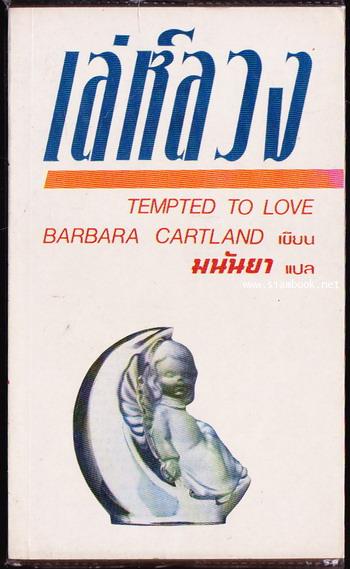 เล่ห์ลวง
TEMPTED TO LOVE
BARBARA CARTLAND เขียน
มนันยา แปล
www.siambook.net